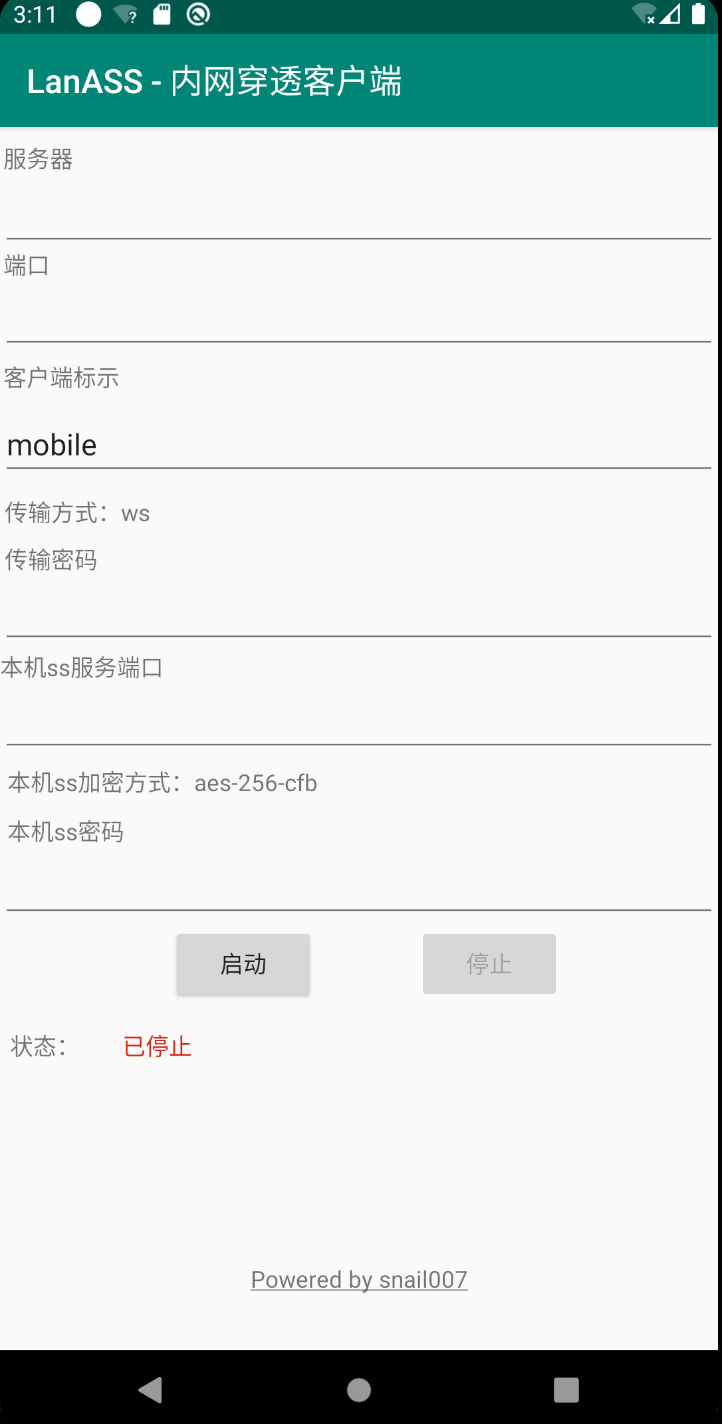 3:11
LanASS - 内网穿透客户端
服务器
端口
客户端标示
mobile
传输方式：ws
传输密码
本机ss服务端口
本机ss加密方式：aes-256-cfb
本机ss密码
启动 停止
状态： 已停止
Powered by snail007